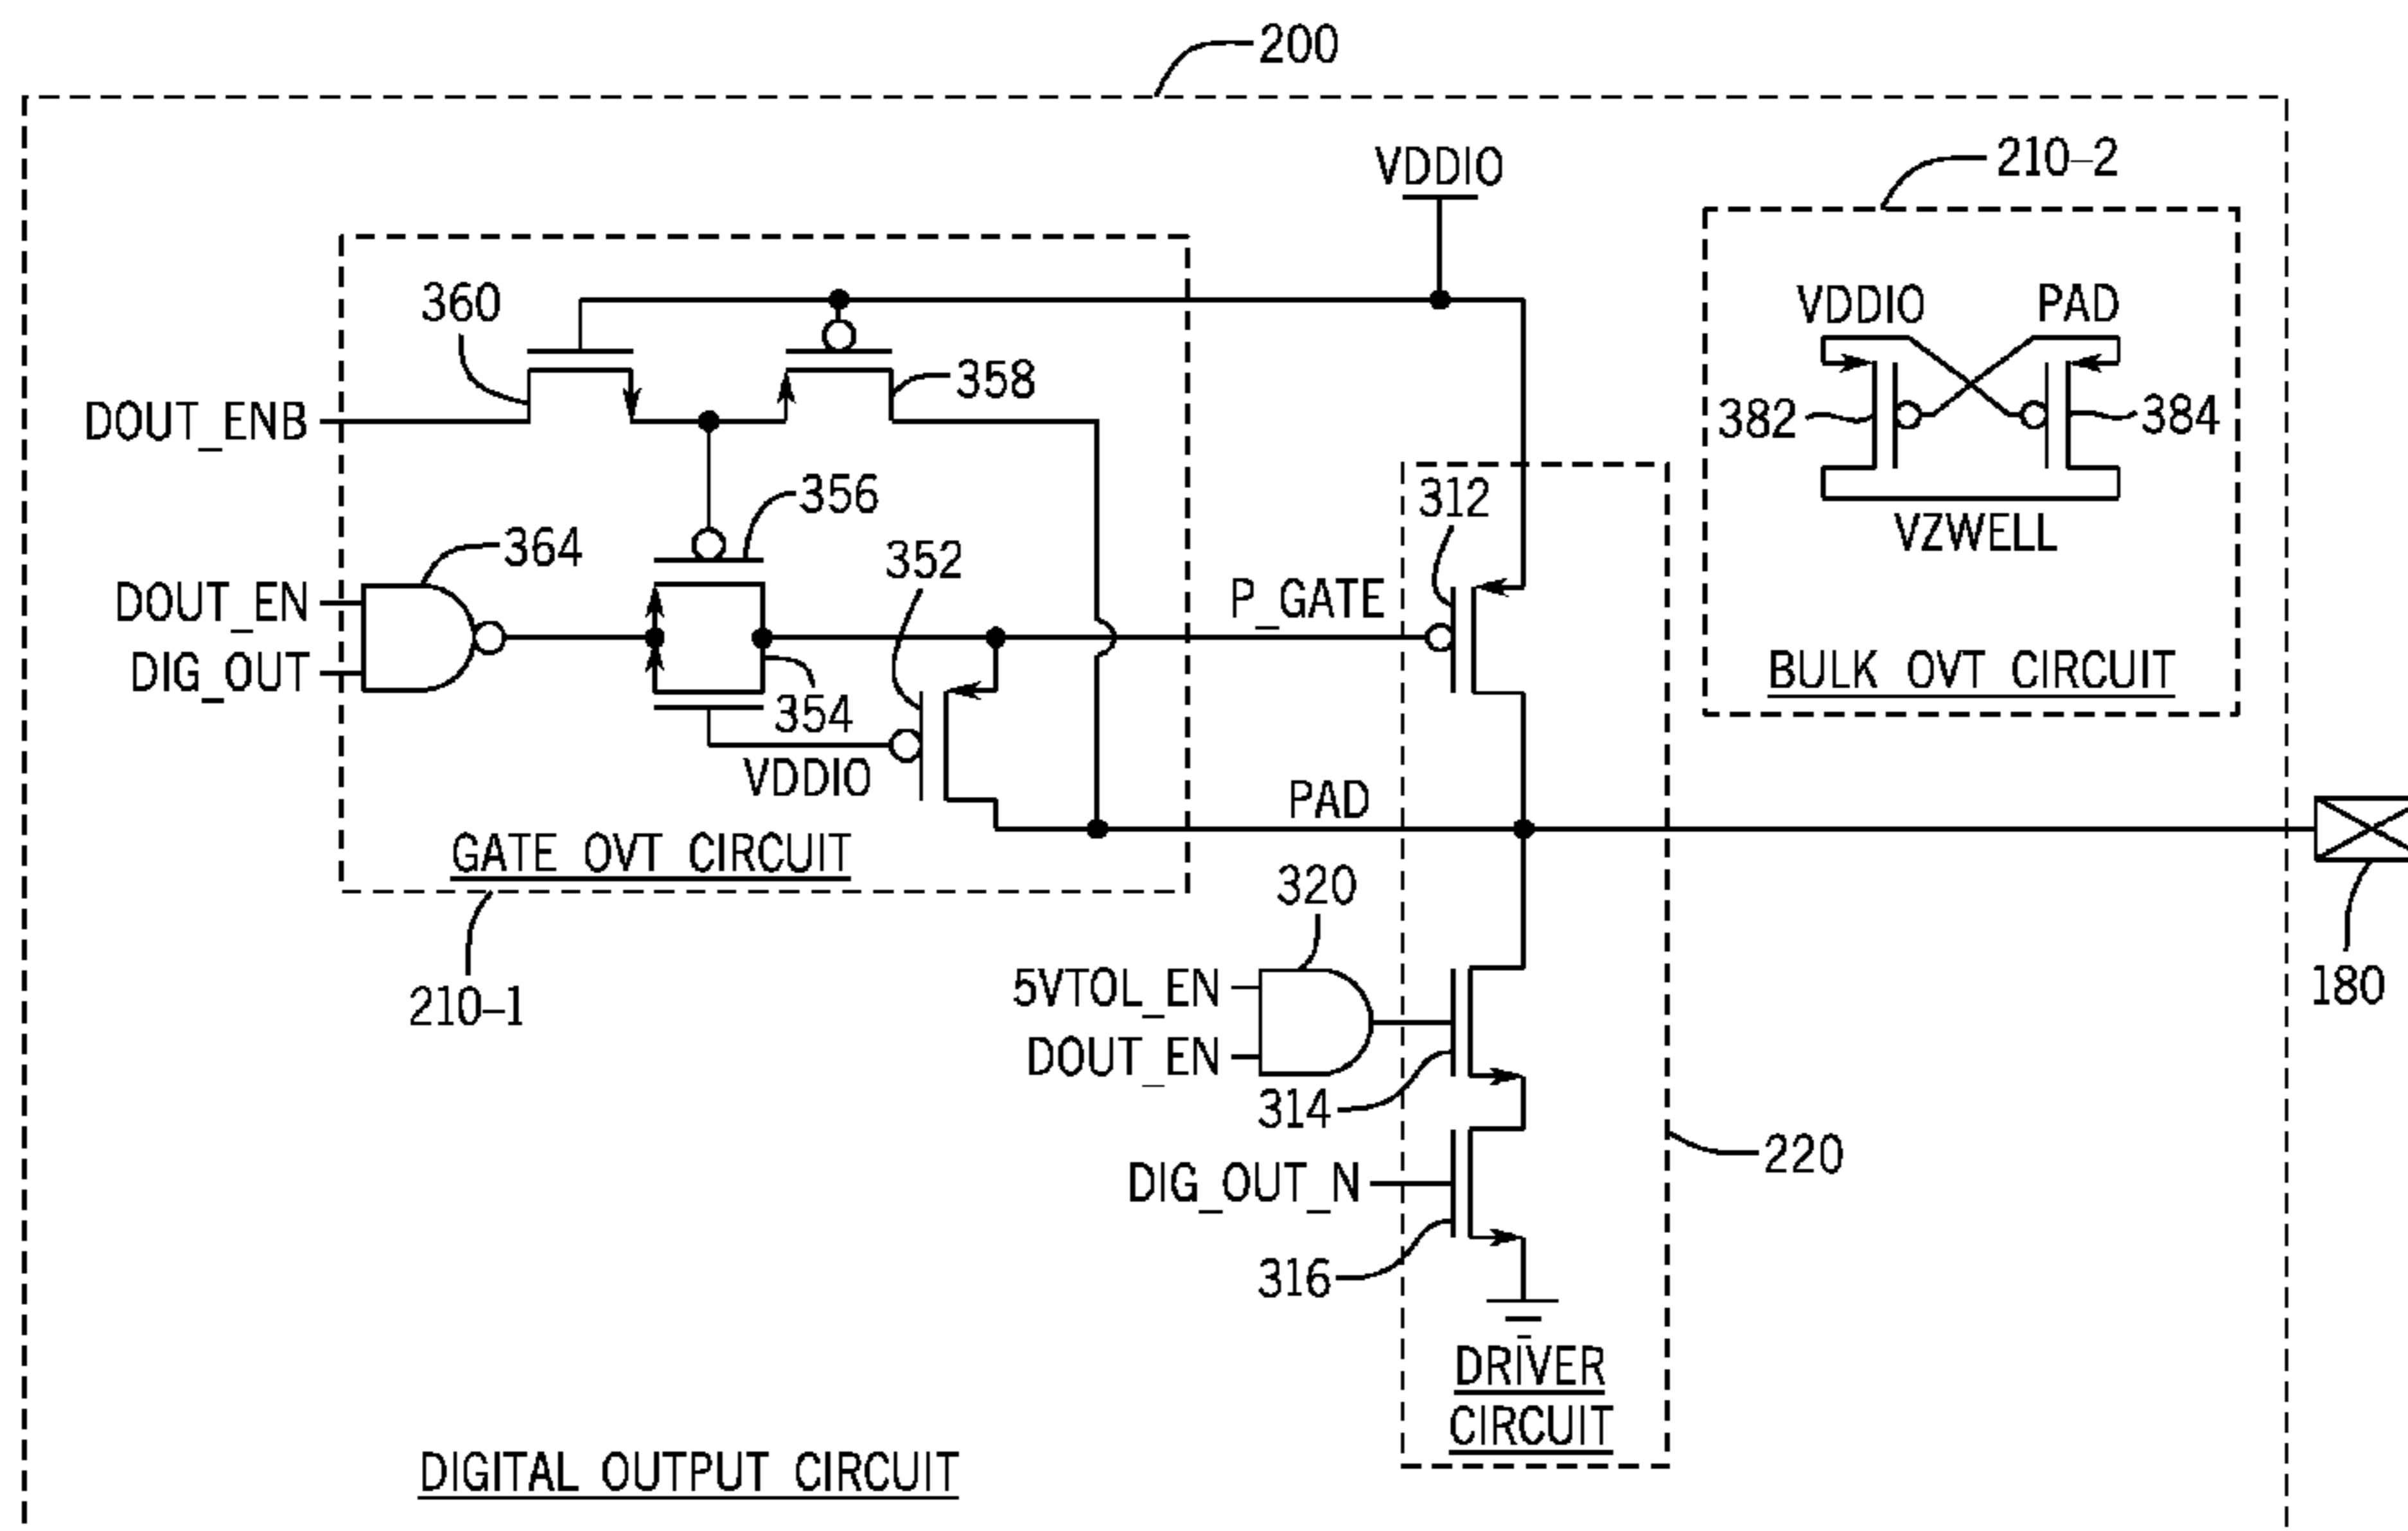 200
VDDIO
210-2
360
358
VDDIO
PAD
382
384
VZWELL
BULK OVT CIRCUIT
DOUT_ENB
356
352
364
DOUT_EN
DIG_OUT
354
VDDIO
P_GATE
312
PAD
GATE OVT CIRCUIT
210-1
320
5VTOL_EN
DOUT_EN
314
DIG_OUT_N
316
220
180
DRIVER
CIRCUIT
DIGITAL OUTPUT CIRCUIT